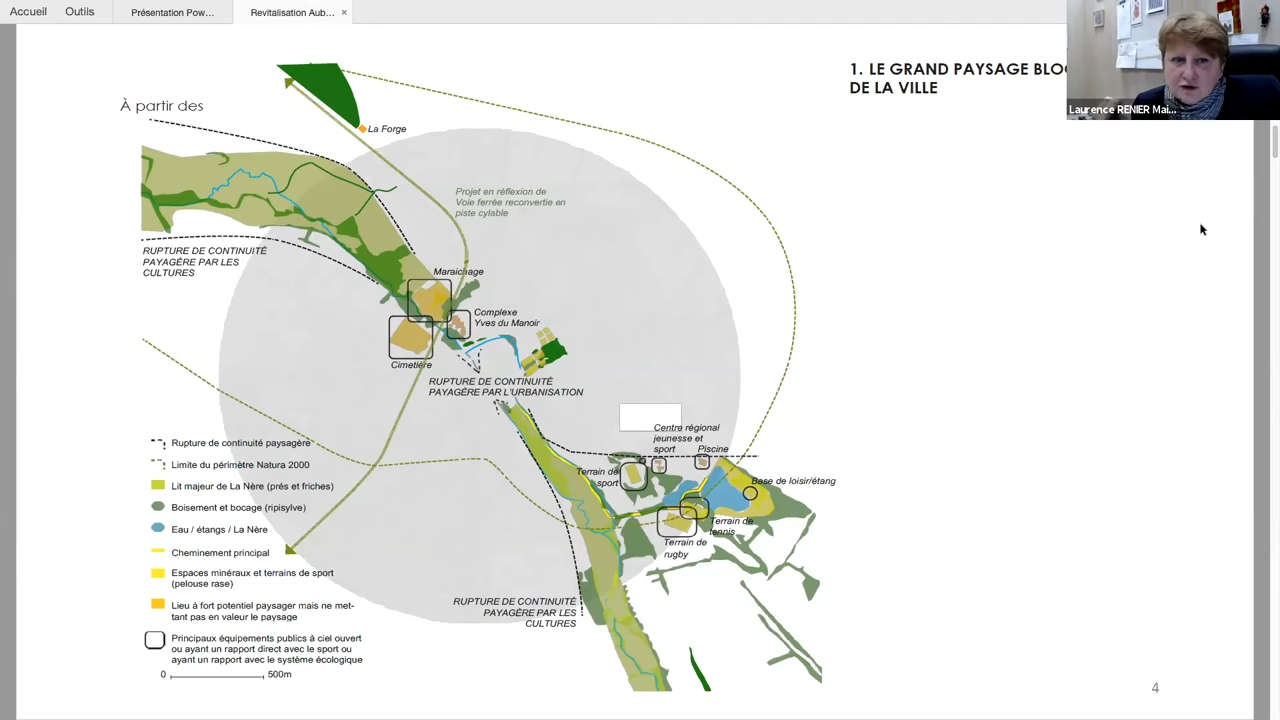 Accueil
Outils
Présentation Pow...
Revitalisation Aub...
×
Laurence RENIER Mai...
1. LE GRAND PAYSAGE
DE LA VILLE
À partir des
La Forge
Projet en réflexion de
Voie ferrée reconvertie en
piste cylable
RUPTURE DE CONTINUITÉ
PAYAGÈRE PAR LES
CULTURES
Maraichage
Complexe
Yves du Manoir
Cimetière
RUPTURE DE CONTINUITÉ
PAYAGÈRE PAR L'URBANISATION
Centre régional
jeunesse et
sport
Piscine
Terrain de
sport
Base de loisir/étang
Terrain de
tennis
Terrain de
rugby
RUPTURE DE CONTINUITÉ
PAYAGÈRE PAR LES
CULTURES
Rupture de continuité paysagère
Limite du périmètre Natura 2000
Lit majeur de La Nère (prés et friches)
Boisement et bocage (ripisylve)
Eau / étangs / La Nère
Cheminement principal
Espaces minéraux et terrains de sport
(pelouse rase)
Lieu à fort potentiel paysager mais ne met-
tant pas en valeur le paysage
Principaux équipements publics à ciel ouvert
ou ayant un rapport direct avec le sport ou
ayant un rapport avec le système écologique
0 500m
4